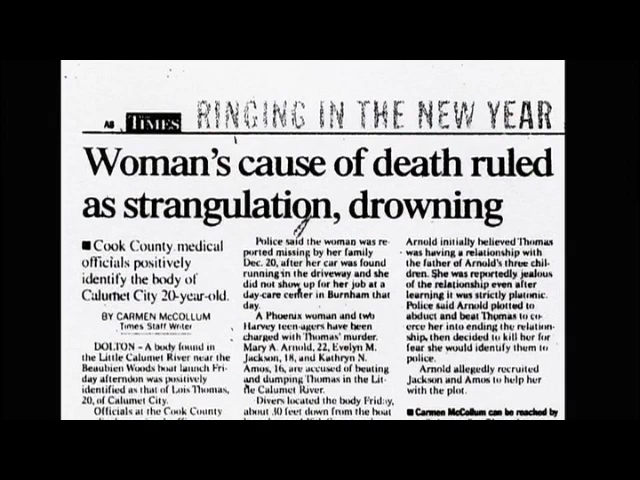 A8 THE TIMES RINGING IN THE NEW YEAR
Woman's cause of death ruled
as strangulation, drowning
■ Cook County medical
officials positively
identify the body of
Calumet City 20-year-old.
BY CARMEN McCOLLUM
Times Staff Writer
DOLTON – A body found in
the Little Calumet River near the
Beaubien Woods boat launch Fri-
day afternoon was positively
identified as that of Lois Thomas,
20, of Calumet City.
Officials at the Cook County
Police said the woman was re-
ported missing by her family
Dec. 20, after her car was found
running in the driveway and she
did not show up for her job at a
day-care center in Burnham that
day.
A Phoenix woman and two
Harvey teen-agers have been
charged with Thomas' murder.
Mary A. Arnold, 22, Evelyn M.
Jackson, 18, and Kathryn N.
Amos, 16, are accused of beating
and dumping Thomas in the Lit-
tle Calumet River.
Divers located the body Friday,
about 30 feet down from the boat
Arnold initially believed Thomas
was having a relationship with
the father of Arnold's three chil-
dren. She was reportedly jealous
of the relationship even after
learning it was strictly platonic.
Police said Arnold plotted to
abduct and beat Thomas to co-
erce her into ending the relation-
ship, then decided to kill her for
fear she would identify them to
police.
Arnold allegedly recruited
Jackson and Amos to help her
with the plot.
■ Carmen McCollum can be reached by